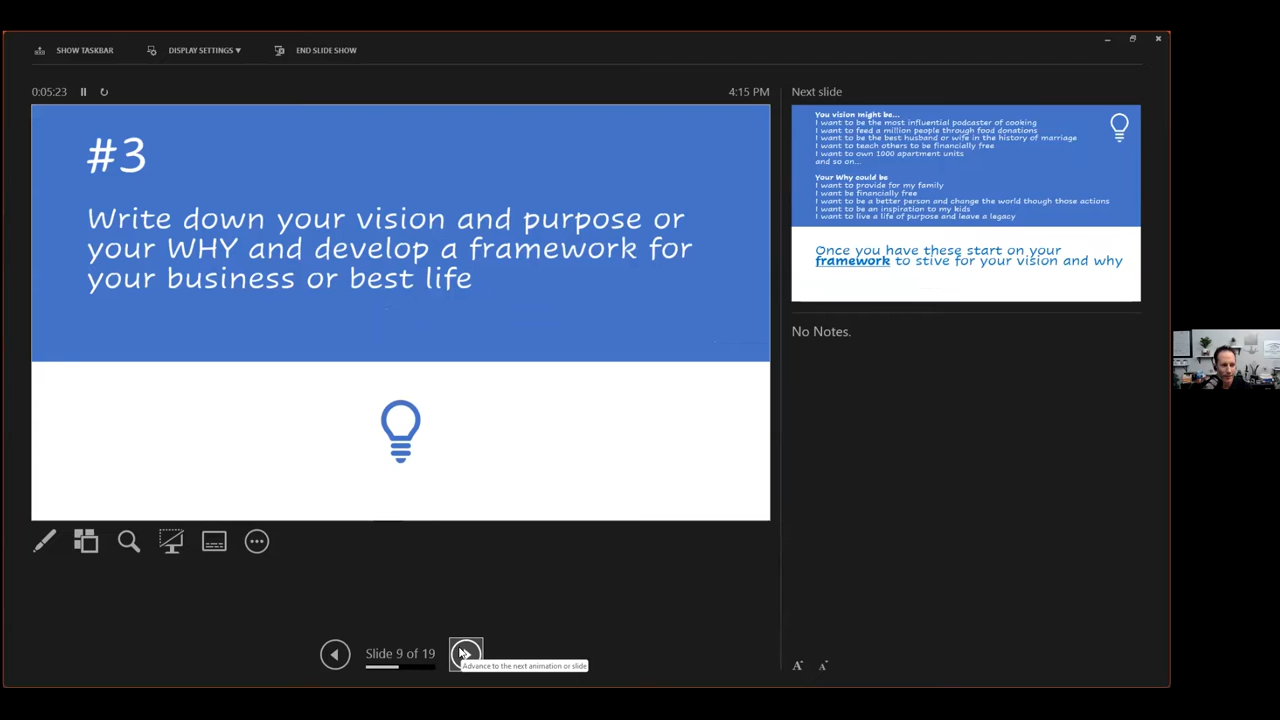 SHOW TASKBAR
DISPLAY SETTINGS ▾
END SLIDE SHOW
0:05:23
4:15 PM
#3
Write down your vision and purpose or
your WHY and develop a framework for
your business or best life
Slide 9 of 19
Advance to the next animation or slide
Next slide
You vision might be...
I want to be the most influential podcaster of cooking
I want to feed a million people through food donations
I want to be the best husband or wife in the history of marriage
I want to teach others to be financially free
I want to own 1000 apartment units
and so on...
Your Why could be
I want to provide for my family
I want be financially free
I want to be a better person and change the world though those actions
I want to be an inspiration to my kids
I want to live a life of purpose and leave a legacy
Once you have these start on your
framework to stive for your vision and why
No Notes.
A A